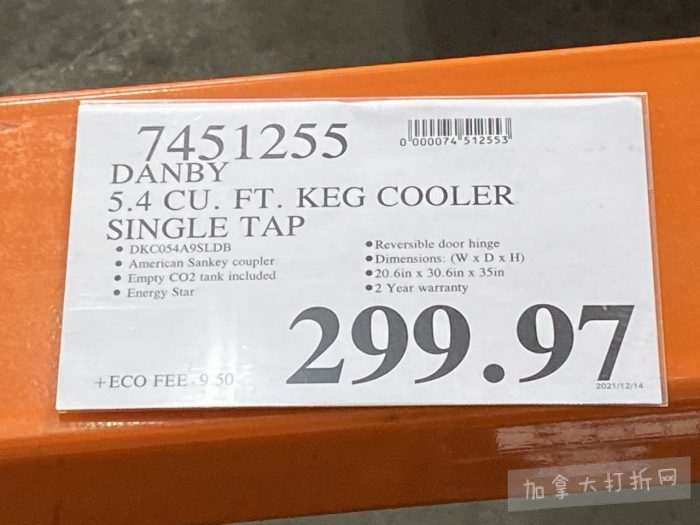 7451255
0 000074 512553
DANBY
5.4 CU. FT. KEG COOLER
SINGLE TAP
• DKC054A9SLDB
• American Sankey coupler
• Empty CO2 tank included
• Energy Star
• Reversible door hinge
• Dimensions: (W x D x H)
• 20.6in x 30.6in x 35in
• 2 Year warranty
299.97
+ECO FEE 9.50
2021/12/14
加拿大打折网